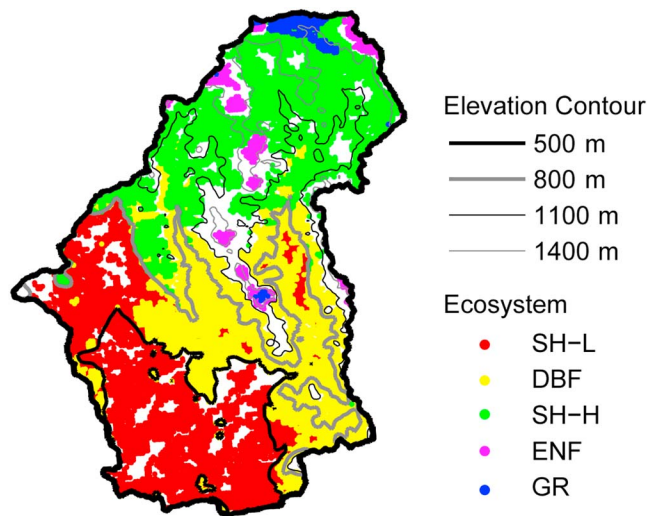 Elevation Contour
500 m
800 m
1100 m
1400 m
Ecosystem
SH−L
DBF
SH−H
ENF
GR